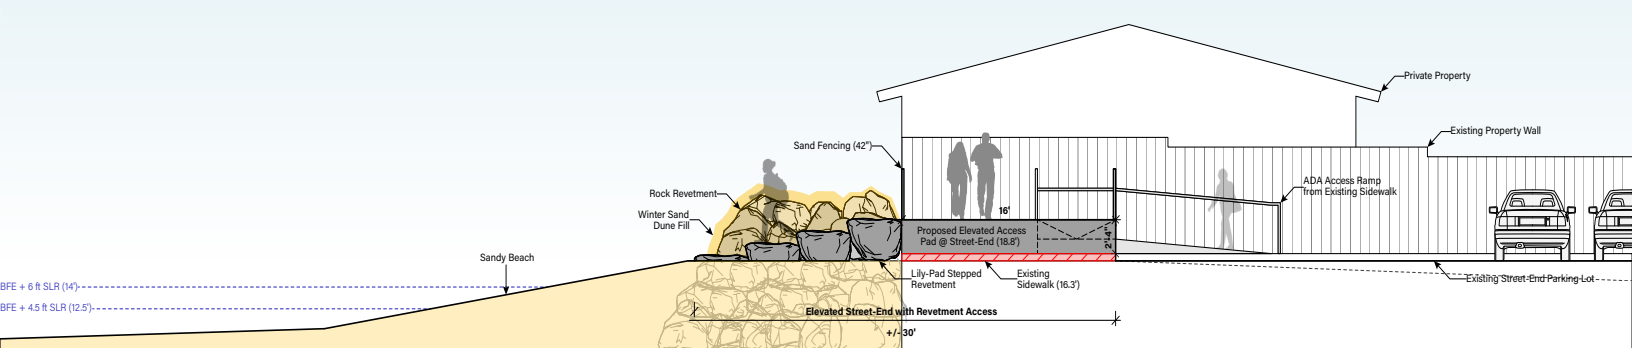 Private Property
Existing Property Wall
Sand Fencing (42")
ADA Access Ramp
from Existing Sidewalk
Rock Revetment
16'
Winter Sand
Dune Fill
Proposed Elevated Access
Pad @ Street-End (18.8')
2'-4"
Sandy Beach
Lily-Pad Stepped
Revetment
Existing
Sidewalk (16.3')
Existing Street-End Parking Lot
BFE + 6 ft SLR (14')
BFE + 4.5 ft SLR (12.5')
Elevated Street-End with Revetment Access
+/- 30'